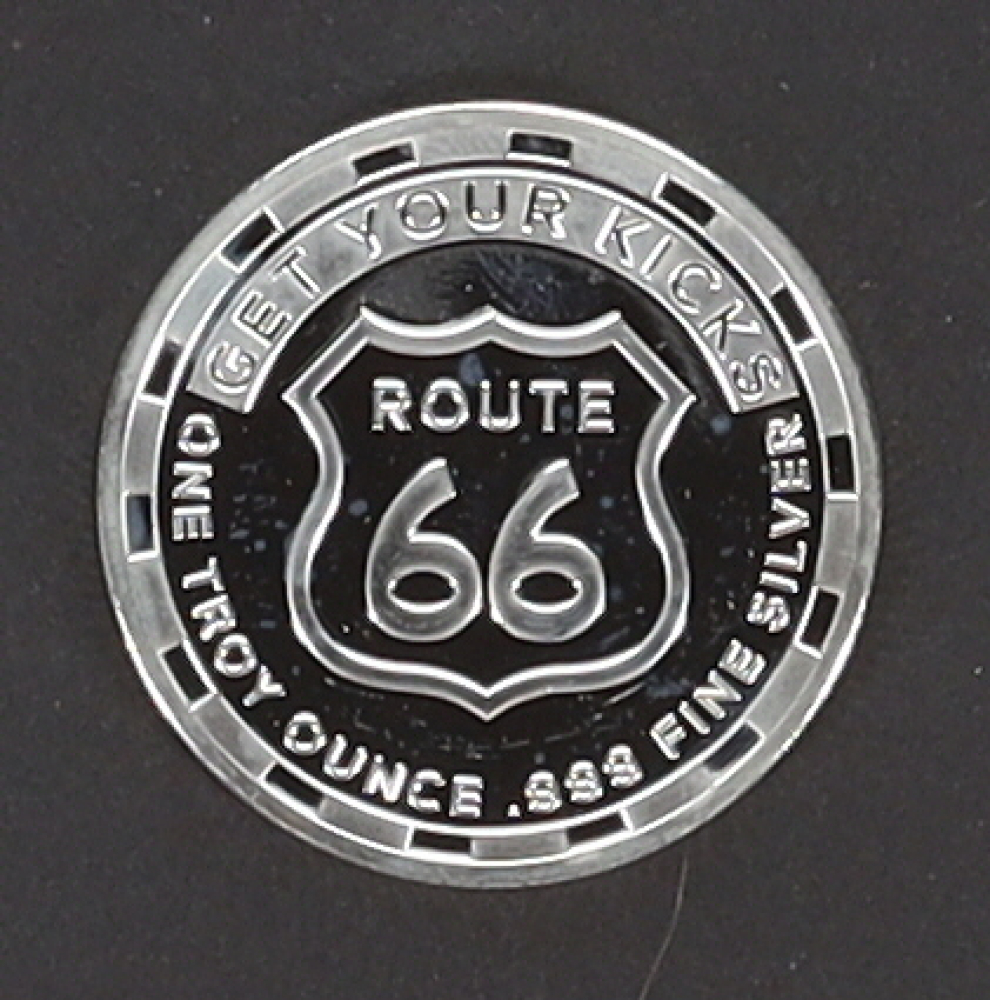 GET YOUR KICKS
ROUTE
66
ONE TROY OUNCE .999 FINE SILVER